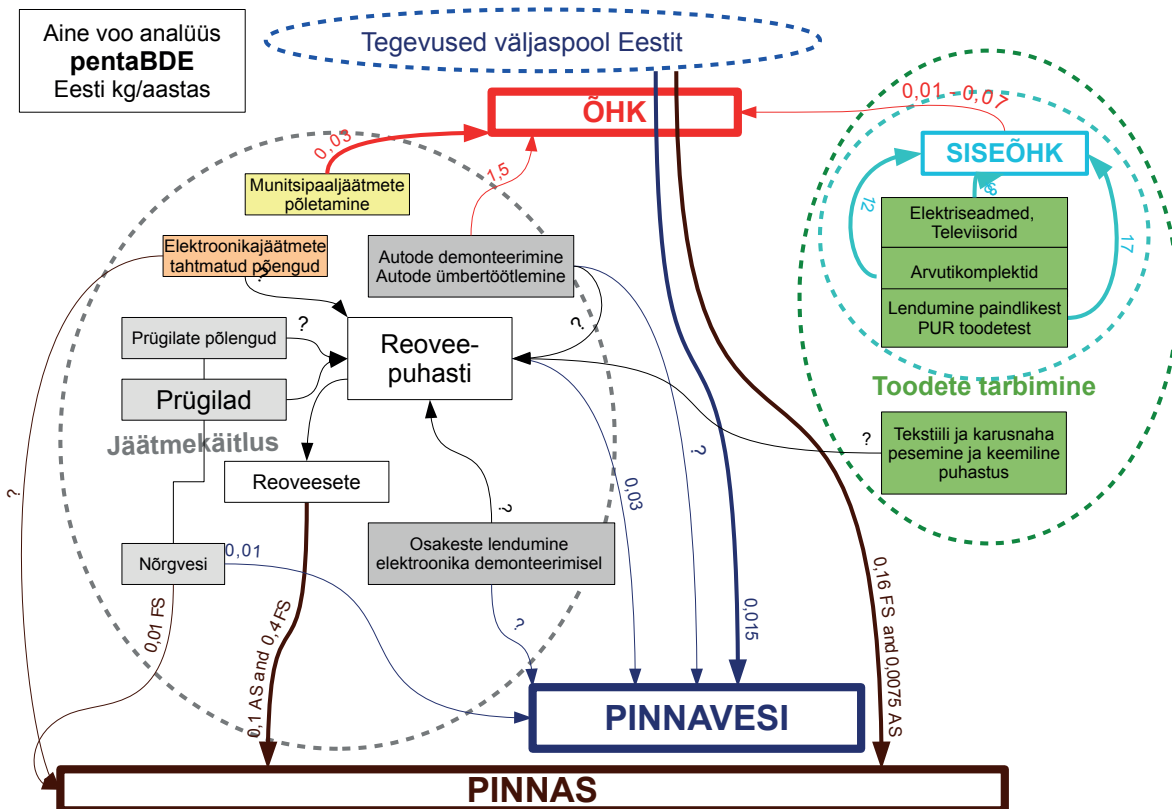 Aine voo analüüs
pentaBDE
Eesti kg/aastas
Tegevused väljaspool Eestit
ÕHK
0,01 - 0,07
SISEÕHK
0,03
1,5
Munitsipaaljäätmete
põletamine
12
17
Elektriseadmed,
Televiisorid
Arvutikomplektid
Lendumine paindlikest
PUR toodetest
Elektroonikajäätmete
tahtmatud põengud
?
Autode demonteerimine
Autode ümbertöötlemine
?
Prügilate põlengud
?
Reovee-
puhasti
Toodete tarbimine
Prügilad
Jäätmekäitlus
Tekstiili ja karusnaha
pesemine ja keemiline
puhastus
?
?
Reoveesete
?
0,03
?
Nõrgvesi
0,01
Osakeste lendumine
elektroonika demonteerimisel
0,01 FS
0,1 AS and 0,4 FS
?
0,015
0,16 FS and 0,0075 AS
PINNAVESI
PINNAS